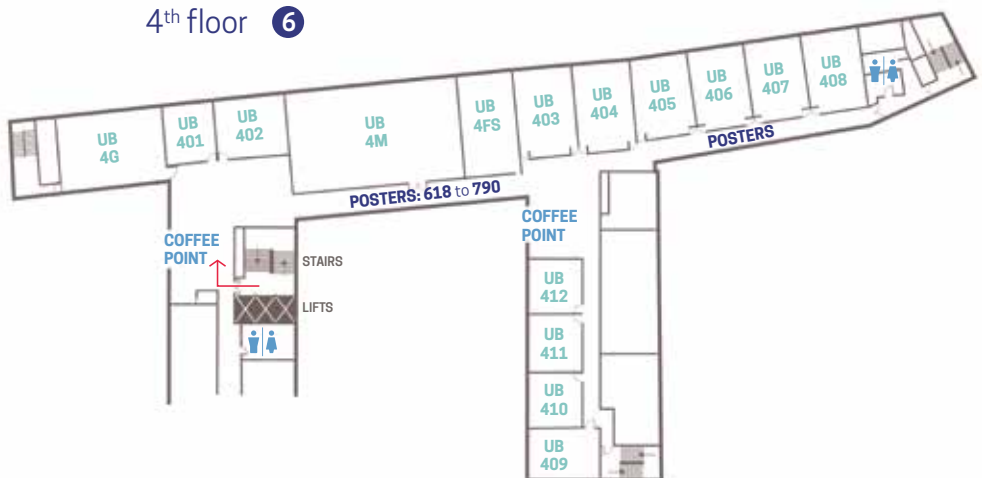 4th floor 6
UB
4G
UB
401
UB
402
UB
4M
UB
4FS
UB
403
UB
404
UB
405
UB
406
UB
407
UB
408
POSTERS
POSTERS: 618 to 790
COFFEE
POINT
STAIRS
LIFTS
COFFEE
POINT
UB
412
UB
411
UB
410
UB
409